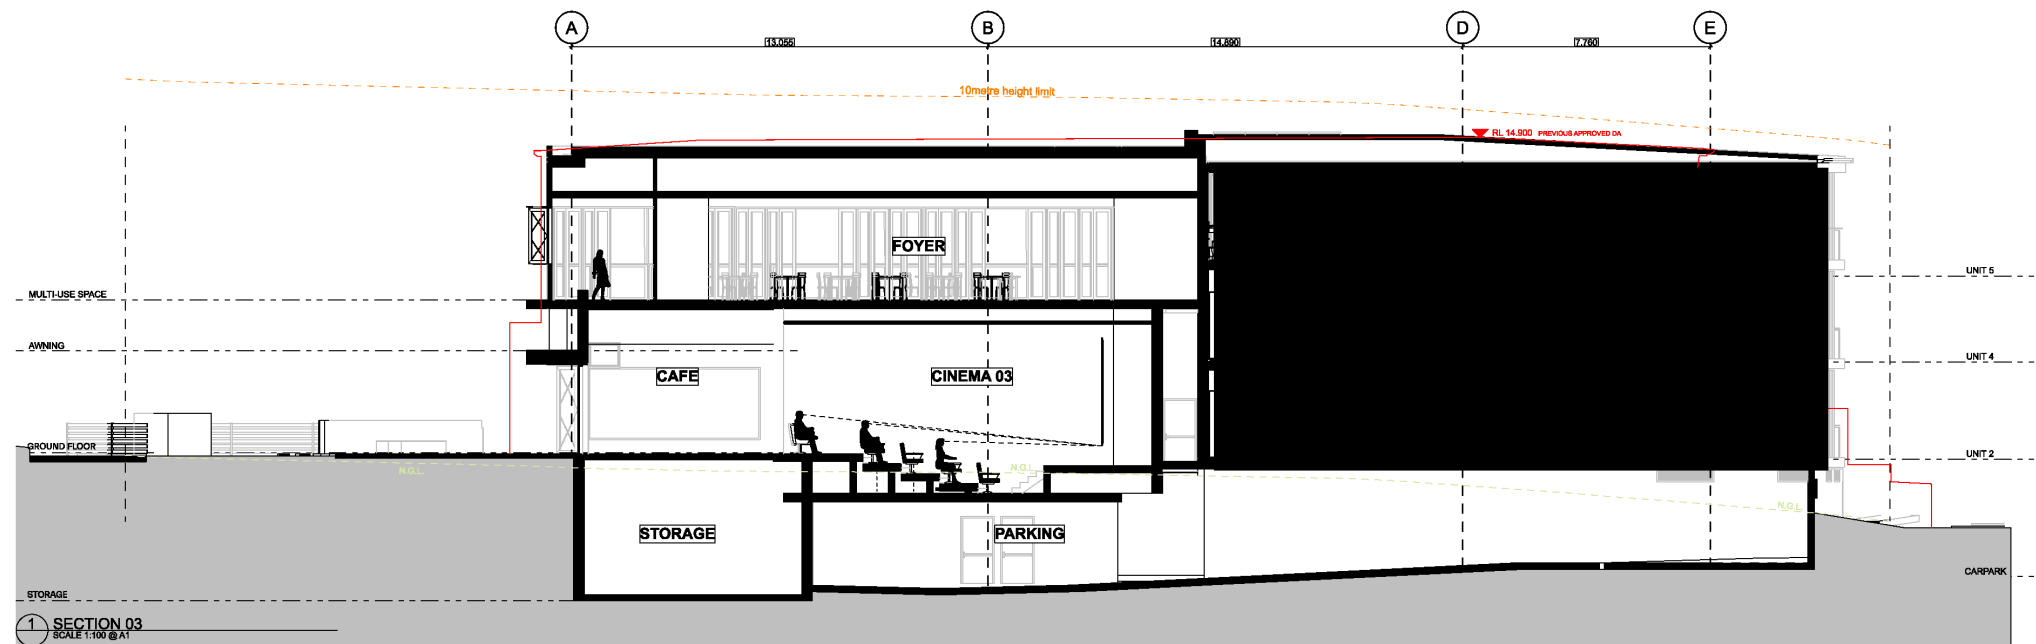 A B D E
13.055 14.890 7.760
10metre height limit
RL 14.900 PREVIOUS APPROVED DA
FOYER
UNIT 5
MULTI-USE SPACE
AWNING
UNIT 4
CAFE
CINEMA 03
GROUND FLOOR
UNIT 2
N.G.L
N.G.L
N.G.L
STORAGE
PARKING
CARPARK
STORAGE
1 SECTION 03
SCALE 1:100 @ A1